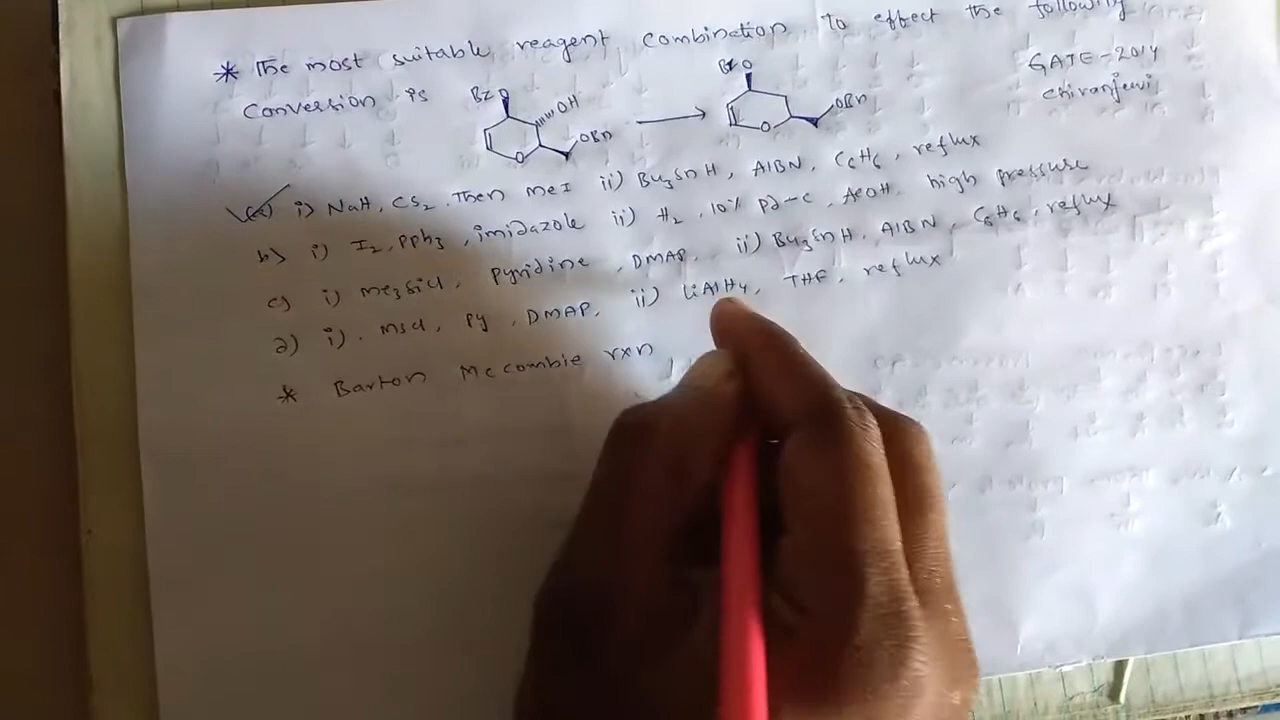 * The most suitable reagent combination to effect the following
conversion is
GATE-2014
Chiranjeevi
BzO
OH
OBn
O
BzO
OBn
O
(a) i) NaH, CS2, Then MeI ii) Bu3SnH, AIBN, C6H6, reflux
b) i) I2, PPh3, imidazole ii) H2, 10% Pd-C, AcOH, high pressure
c) i) Me3SiCl, Pyridine, DMAP, ii) Bu3SnH, AIBN, C6H6, reflux
d) i). MsCl, Py, DMAP, ii) LiAlH4, THF, reflux
* Barton McCombie rxn,